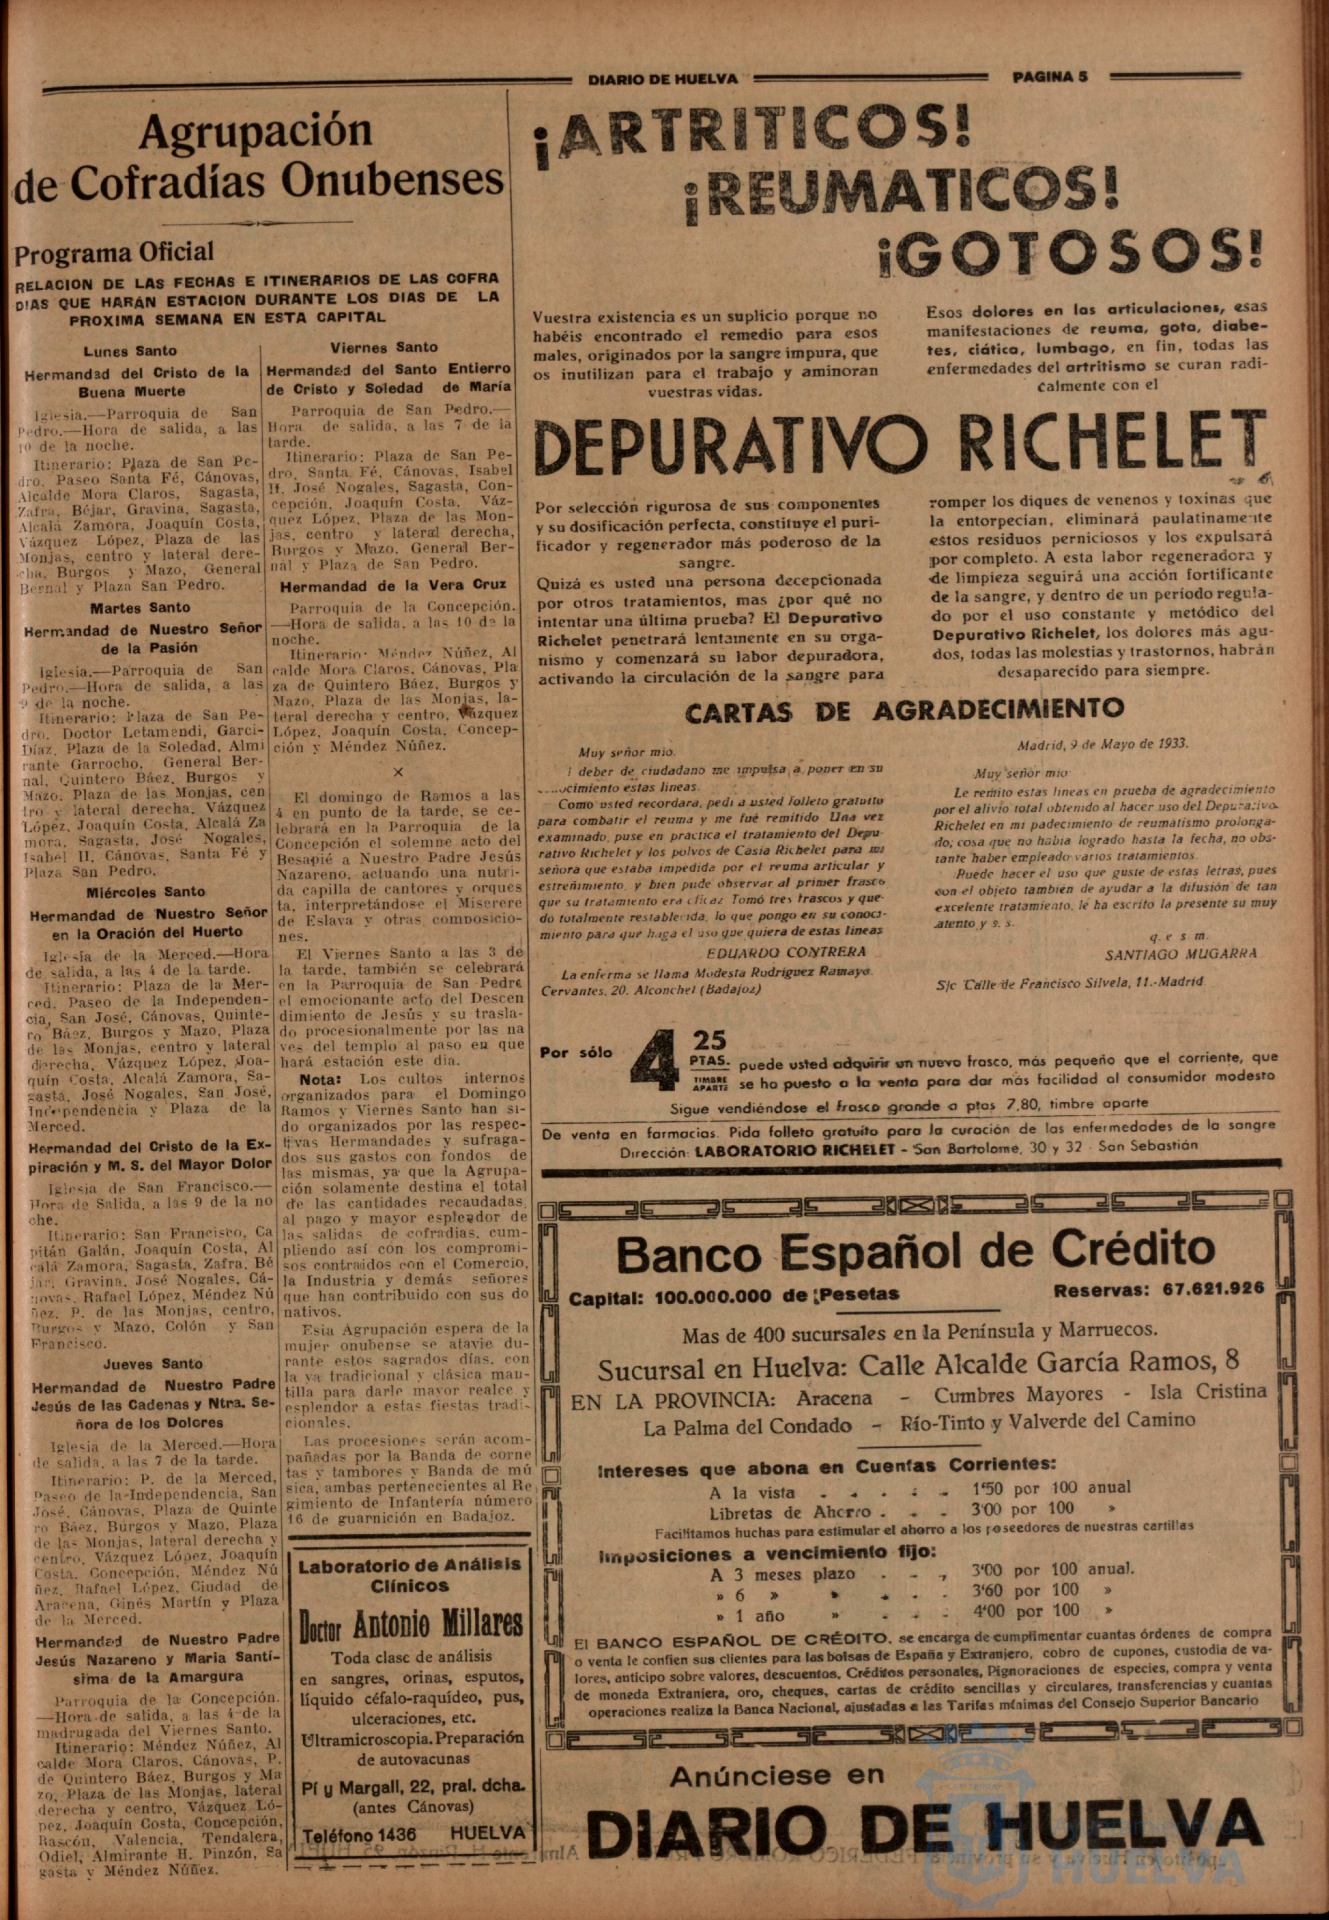 DIARIO DE HUELVA
PAGINA 5
Agrupación
de Cofradías Onubenses
Programa Oficial
RELACION DE LAS FECHAS E ITINERARIOS DE LAS COFRA
DIAS QUE HARÁN ESTACION DURANTE LOS DIAS DE LA
PROXIMA SEMANA EN ESTA CAPITAL
Lunes Santo
Hermandad del Cristo de la
Buena Muerte
Iglesia.—Parroquia de San
Pedro.—Hora de salida, a las
10 de la noche.
Itinerario: Plaza de San Pe-
dro. Paseo Santa Fé, Cánovas,
Alcalde Mora Claros, Sagasta,
Zafra, Béjar, Gravina, Sagasta,
Alcalá Zamora, Joaquín Costa,
Vázquez López, Plaza de las
Monjas, centro y lateral dere-
cha, Burgos y Mazo, General
Bernal y Plaza San Pedro.
Martes Santo
Hermandad de Nuestro Señor
de la Pasión
Iglesia.—Parroquia de San
Pedro.—Hora de salida, a las
9 de la noche.
Itinerario: Plaza de San Pe-
dro. Doctor Letamendi, Garci-
Díaz, Plaza de la Soledad, Almi
rante Garrocho, General Ber-
nal, Quintero Báez, Burgos y
Mazo, Plaza de las Monjas, cen
tro y lateral derecha, Vázquez
López, Joaquín Costa, Alcalá Za
mora, Sagasta, José Nogales,
Isabel II, Cánovas, Santa Fé y
Plaza San Pedro.
Miércoles Santo
Hermandad de Nuestro Señor
en la Oración del Huerto
Iglesia de la Merced.—Hora
de salida, a las 4 de la tarde.
Itinerario: Plaza de la Mer-
ced, Paseo de la Independen-
cia, San José, Cánovas, Quinte-
ro Báez, Burgos y Mazo, Plaza
de las Monjas, centro y lateral
derecha, Vázquez López, Joa-
quín Costa, Alcalá Zamora, Sa-
gasta, José Nogales, San José,
Independencia y Plaza de la
Merced.
Hermandad del Cristo de la Ex-
piración y M. S. del Mayor Dolor
Iglesia de San Francisco.—
Hora de Salida, a las 9 de la no
che.
Itinerario: San Francisco, Ca
pitán Galán, Joaquín Costa, Al
calá Zamora, Sagasta, Zafra, Bé
jar, Gravina, José Nogales, Cá-
novas, Rafael López, Méndez Nú
ñez, P. de las Monjas, centro,
Burgos y Mazo, Colón y San
Francisco.
Jueves Santo
Hermandad de Nuestro Padre
Jesús de las Cadenas y Ntra. Se-
ñora de los Dolores
Iglesia de la Merced.—Hora
de salida, a las 7 de la tarde.
Itinerario: P. de la Merced,
Paseo de la Independencia, San
José, Cánovas, Plaza de Quinte
ro Báez, Burgos y Mazo, Plaza
de las Monjas, lateral derecha y
centro, Vázquez López, Joaquín
Costa, Concepción, Méndez Nú
ñez, Rafael López, Ciudad de
Aracena, Ginés Martín y Plaza
de la Merced.
Hermandad de Nuestro Padre
Jesús Nazareno y Maria Santí-
sima de la Amargura
Parroquia de la Concepción.
—Hora de salida, a las 4 de la
madrugada del Viernes Santo.
Itinerario: Méndez Núñez, Al
calde Mora Claros, Cánovas, P.
de Quintero Báez, Burgos y Ma
zo, Plaza de las Monjas, lateral
derecha y centro, Vázquez Ló-
pez, Joaquín Costa, Concepción,
Rascón, Valencia, Tendalera,
Odiel, Almirante H. Pinzón, Sa
gasta y Méndez Núñez.
Viernes Santo
Hermandad del Santo Entierro
de Cristo y Soledad de María
Parroquia de San Pedro.—
Hora de salida, a las 7 de la
tarde.
Itinerario: Plaza de San Pe-
dro, Santa Fé, Cánovas, Isabel
II, José Nogales, Sagasta, Con-
cepción, Joaquín Costa, Váz-
quez López, Plaza de las Mon-
jas, centro y lateral derecha,
Burgos y Mazo, General Ber-
nal y Plaza de San Pedro.
Hermandad de la Vera Cruz
Parroquia de la Concepción.
—Hora de salida, a las 10 de la
noche.
Itinerario: Méndez Núñez, Al
calde Mora Claros, Cánovas, Pla
za de Quintero Báez, Burgos y
Mazo, Plaza de las Monjas, la-
teral derecha y centro, Vázquez
López, Joaquín Costa, Concep-
ción y Méndez Núñez.
×
El domingo de Ramos a las
4 en punto de la tarde, se ce-
lebrará en la Parroquia de la
Concepción el solemne acto del
Besapié a Nuestro Padre Jesús
Nazareno, actuando una nutri-
da capilla de cantores y orques
ta, interpretándose el Miserere
de Eslava y otras composicio-
nes.
El Viernes Santo a las 3 de
la tarde, también se celebrará
en la Parroquia de San Pedro
el emocionante acto del Descen
dimiento de Jesús y su trasla-
do procesionalmente por las na
ves del templo al paso en que
hará estación este día.
Nota: Los cultos internos
organizados para el Domingo
Ramos y Viernes Santo han si-
do organizados por las respec-
tivas Hermandades y sufraga-
dos sus gastos con fondos de
las mismas, ya que la Agrupa-
ción solamente destina el total
de las cantidades recaudadas,
al pago y mayor esplendor de
las salidas de cofradías, cum-
pliendo así con los compromi-
sos contraidos con el Comercio,
la Industria y demás señores
que han contribuido con sus do
nativos.
Esta Agrupación espera de la
mujer onubense se atavíe du-
rante estos sagrados días, con
la ya tradicional y clásica man-
tilla para darle mayor realce y
esplendor a estas fiestas tradi-
cionales.
Las procesiones serán acom-
pañadas por la Banda de corne
tas y tambores y Banda de mú
sica, ambas pertenecientes al Re
gimiento de Infantería número
16 de guarnición en Badajoz.
Laboratorio de Análisis
Clínicos
Doctor Antonio Millares
Toda clase de análisis
en sangres, orinas, esputos,
líquido céfalo-raquídeo, pus,
ulceraciones, etc.
Ultramicroscopia. Preparación
de autovacunas
Pí y Margall, 22, pral. dcha.
(antes Cánovas)
Teléfono 1436 HUELVA
¡ARTRITICOS!
¡REUMATICOS!
¡GOTOSOS!
Vuestra existencia es un suplicio porque no
habéis encontrado el remedio para esos
males, originados por la sangre impura, que
os inutilizan para el trabajo y aminoran
vuestras vidas.
Esos dolores en las articulaciones, esas
manifestaciones de reuma, gota, diabe-
tes, ciática, lumbago, en fin, todas las
enfermedades del artritismo se curan radi-
calmente con el
DEPURATIVO RICHELET
Por selección rigurosa de sus componentes
y su dosificación perfecta, constituye el puri-
ficador y regenerador más poderoso de la
sangre.
Quizá es usted una persona decepcionada
por otros tratamientos, mas ¿por qué no
intentar una última prueba? El Depurativo
Richelet penetrará lentamente en su orga-
nismo y comenzará su labor depuradora,
activando la circulación de la sangre para
romper los diques de venenos y toxinas que
la entorpecían, eliminará paulatinamente
estos residuos perniciosos y los expulsará
por completo. A esta labor regeneradora y
de limpieza seguirá una acción fortificante
de la sangre, y dentro de un período regula-
do por el uso constante y metódico del
Depurativo Richelet, los dolores más agu-
dos, todas las molestias y trastornos, habrán
desaparecido para siempre.
CARTAS DE AGRADECIMIENTO
Muy señor mio.
deber de ciudadano me impulsa a poner en su
estas lineas.
Como usted recordara, pedi a usted folleto gratuito
para combatir el reuma y me fué remitido Una vez
examinado, puse en practica el tratamiento del Depu-
rativo Richelet y los polvos de Casia Richelet para mi
señora que estaba impedida por el reuma articular y
estreñimiento, y bien pude observar al primer frasco
que su tratamiento era eficaz Tomó tres frascos y que-
do totalmente restablecida, lo que pongo en su conoci-
miento para que haga el uso que quiera de estas lineas
EDUARDO CONTRERA
La enferma se llama Modesta Rodriguez Ramayo.
Cervantes, 20. Alconchel (Badajoz)
Madrid, 9 de Mayo de 1933.
Muy señor mio
Le remito estas lineas en prueba de agradecimiento
por el alivio total obtenido al hacer uso del Depurativo
Richelet en mi padecimiento de reumatismo prolonga-
do, cosa que no habia logrado hasta la fecha, no obs-
tante haber empleado varios tratamientos.
Puede hacer el uso que guste de estas letras, pues
con el objeto tambien de ayudar a la difusión de tan
excelente tratamiento, le ha escrito la presente su muy
atento y s. s.
q. e s m.
SANTIAGO MUGARRA
S/c Calle de Francisco Silvela, 11.-Madrid
Por sólo 4 25
PTAS.
TIMBRE
APARTE
puede usted adquirir un nuevo frasco, más pequeño que el corriente, que
se ha puesto a la venta para dar más facilidad al consumidor modesto
Sigue vendiéndose el frasco grande a ptas 7,80, timbre aparte
De venta en farmacias. Pida folleto gratuíto para la curación de las enfermedades de la sangre
Dirección: LABORATORIO RICHELET - San Bartolome, 30 y 32 - San Sebastián
Banco Español de Crédito
Capital: 100.000.000 de Pesetas Reservas: 67.621.926
Mas de 400 sucursales en la Península y Marruecos.
Sucursal en Huelva: Calle Alcalde García Ramos, 8
EN LA PROVINCIA: Aracena - Cumbres Mayores - Isla Cristina
La Palma del Condado - Río-Tinto y Valverde del Camino
Intereses que abona en Cuentas Corrientes:
A la vista . . . . . 1'50 por 100 anual
Libretas de Ahorro . . . 3'00 por 100 »
Facilitamos huchas para estimular el ahorro a los poseedores de nuestras cartillas
Imposiciones a vencimiento fijo:
A 3 meses plazo . . . 3'00 por 100 anual.
» 6 » » . . . 3'60 por 100 »
» 1 año » . . . 4'00 por 100 »
El BANCO ESPAÑOL DE CRÉDITO, se encarga de cumplimentar cuantas órdenes de compra
o venta le confien sus clientes para las bolsas de España y Extranjero, cobro de cupones, custodia de va-
lores, anticipo sobre valores, descuentos, Créditos personales, Pignoraciones de especies, compra y venta
de moneda Extranjera, oro, cheques, cartas de crédito sencillas y circulares, transferencias y cuantas
operaciones realiza la Banca Nacional, ajustadas a las Tarifas mínimas del Consejo Superior Bancario
Anúnciese en
DIARIO DE HUELVA
HUELVA